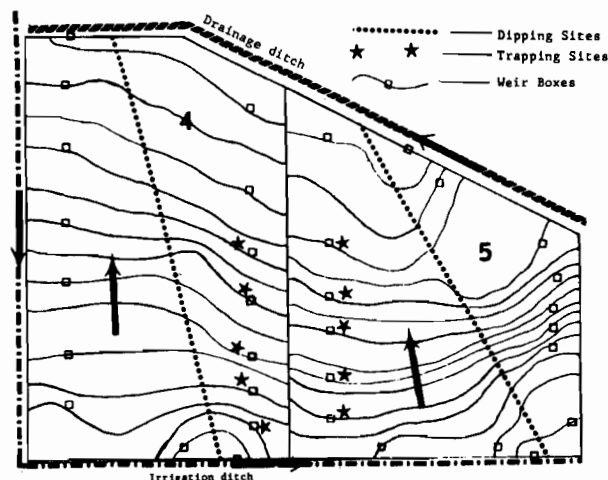 Drainage ditch
Dipping Sites
Trapping Sites
Weir Boxes
4
5
Irrigation ditch